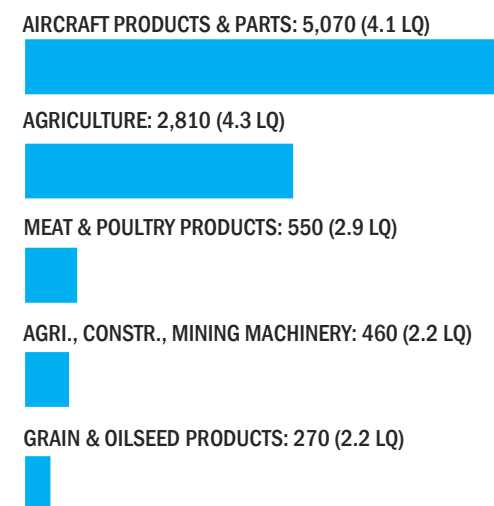 AIRCRAFT PRODUCTS & PARTS: 5,070 (4.1 LQ)
AGRICULTURE: 2,810 (4.3 LQ)
MEAT & POULTRY PRODUCTS: 550 (2.9 LQ)
AGRI., CONSTR., MINING MACHINERY: 460 (2.2 LQ)
GRAIN & OILSEED PRODUCTS: 270 (2.2 LQ)